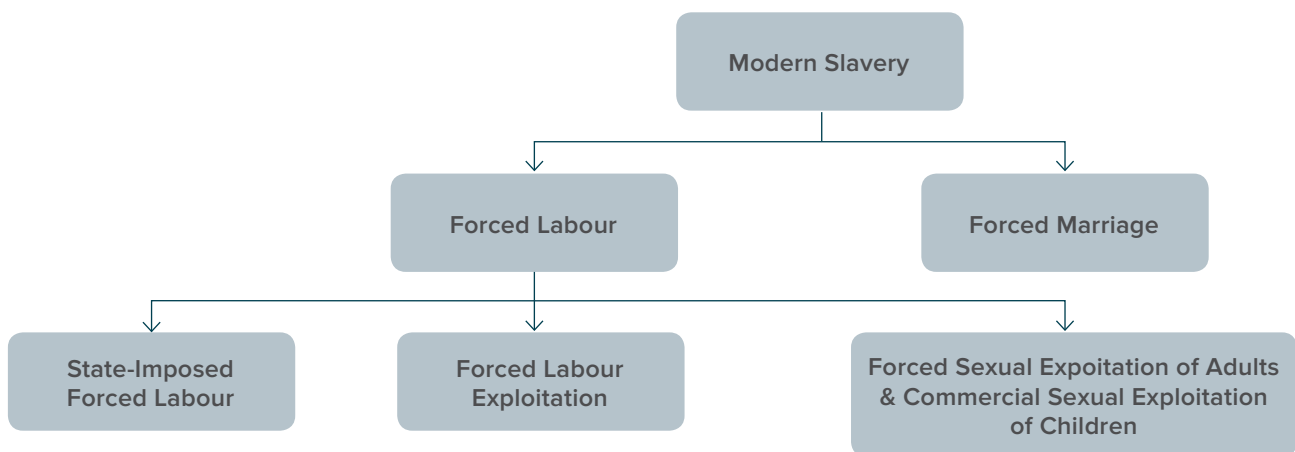 Modern Slavery
Forced Labour
Forced Marriage
State-Imposed
Forced Labour
Forced Labour
Exploitation
Forced Sexual Expoitation of Adults
& Commercial Sexual Exploitation
of Children